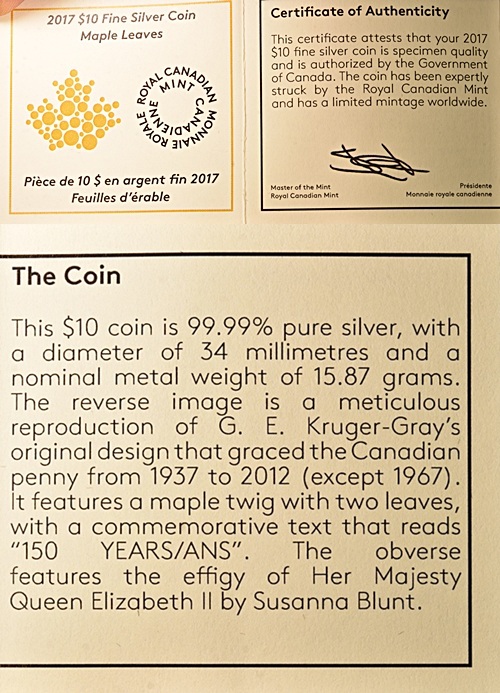 2017 $10 Fine Silver Coin
Maple Leaves
ROYAL CANADIAN MINT
MONNAIE ROYALE CANADIENNE
Pièce de 10 $ en argent fin 2017
Feuilles d'érable
Certificate of Authenticity
This certificate attests that your 2017
$10 fine silver coin is specimen quality
and is authorized by the Government
of Canada. The coin has been expertly
struck by the Royal Canadian Mint
and has a limited mintage worldwide.
Master of the Mint
Royal Canadian Mint
Présidente
Monnaie royale canadienne
The Coin
This $10 coin is 99.99% pure silver, with
a diameter of 34 millimetres and a
nominal metal weight of 15.87 grams.
The reverse image is a meticulous
reproduction of G. E. Kruger-Gray's
original design that graced the Canadian
penny from 1937 to 2012 (except 1967).
It features a maple twig with two leaves,
with a commemorative text that reads
"150 YEARS/ANS". The obverse
features the effigy of Her Majesty
Queen Elizabeth II by Susanna Blunt.